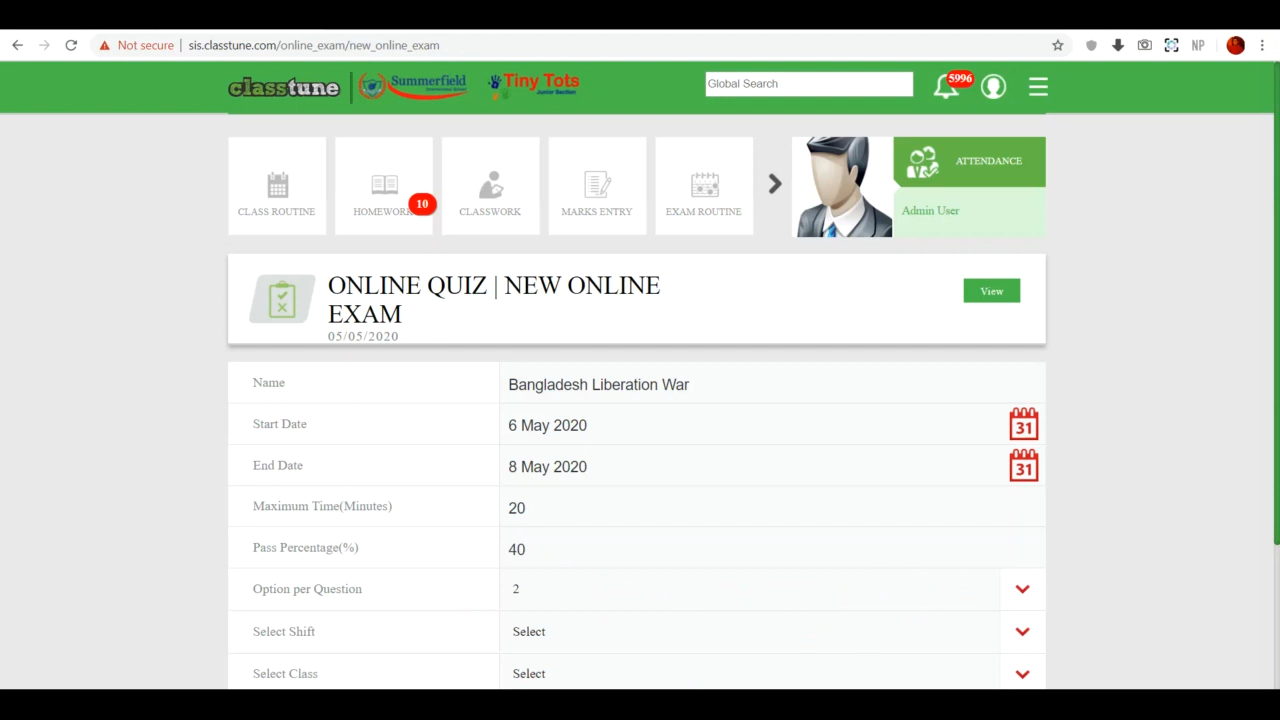 Not secure | sis.classtune.com/online_exam/new_online_exam
NP
classtune
Summerfield
Tiny Tots
Junior Section
Global Search
5996
CLASS ROUTINE
HOMEWORK
10
CLASSWORK
MARKS ENTRY
EXAM ROUTINE
ATTENDANCE
Admin User
ONLINE QUIZ | NEW ONLINE
EXAM
05/05/2020
View
Name
Bangladesh Liberation War
Start Date
6 May 2020
31
End Date
8 May 2020
31
Maximum Time(Minutes)
20
Pass Percentage(%)
40
Option per Question
2
Select Shift
Select
Select Class
Select